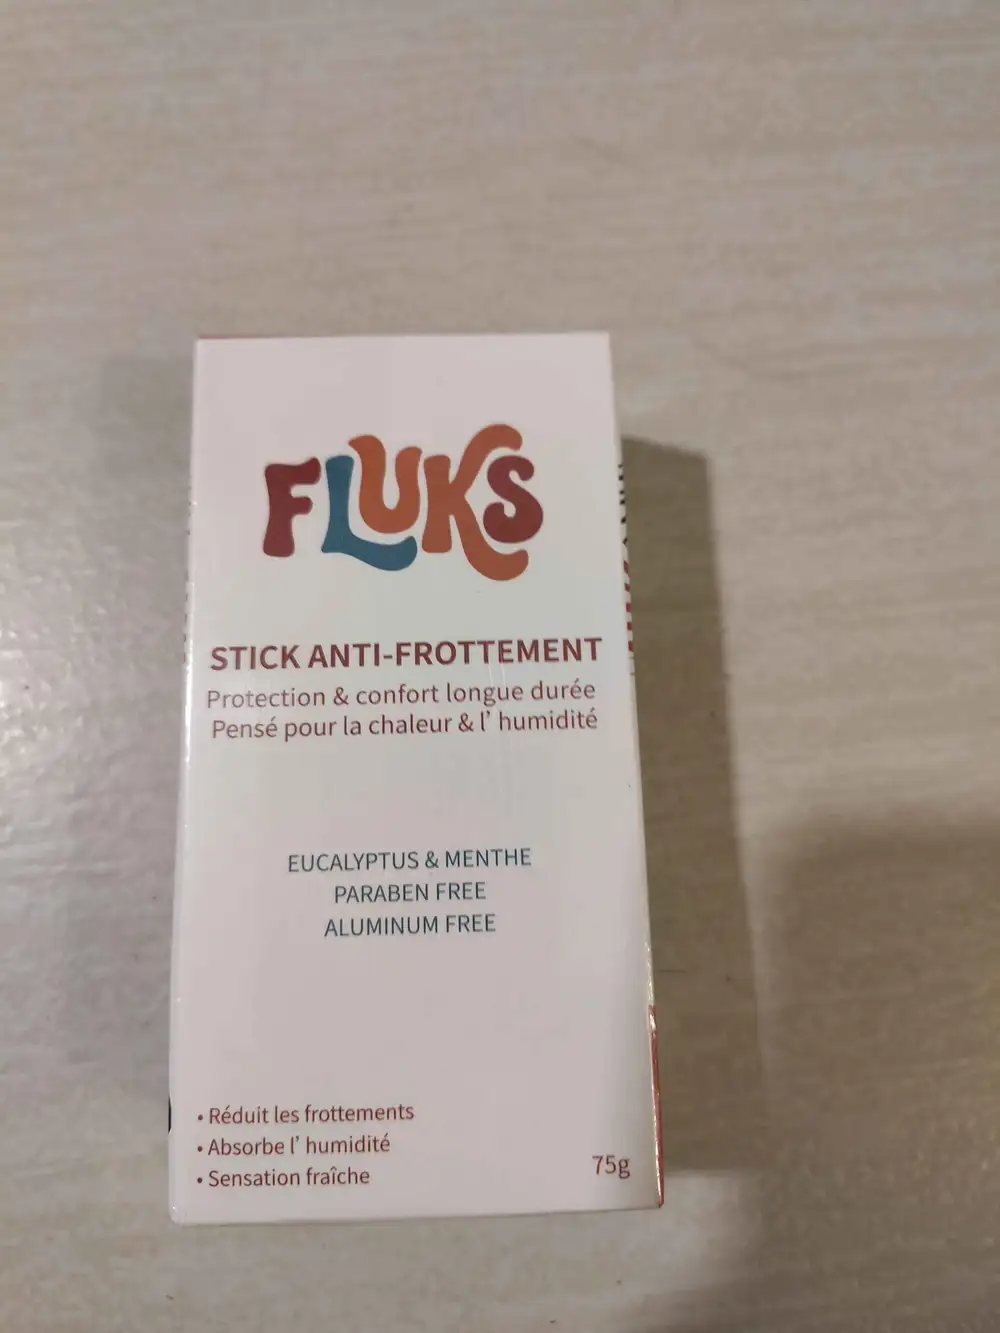 FLUKS
STICK ANTI-FROTTEMENT
Protection & confort longue durée
Pensé pour la chaleur & l' humidité
EUCALYPTUS & MENTHE
PARABEN FREE
ALUMINUM FREE
• Réduit les frottements
• Absorbe l' humidité
• Sensation fraîche
75g